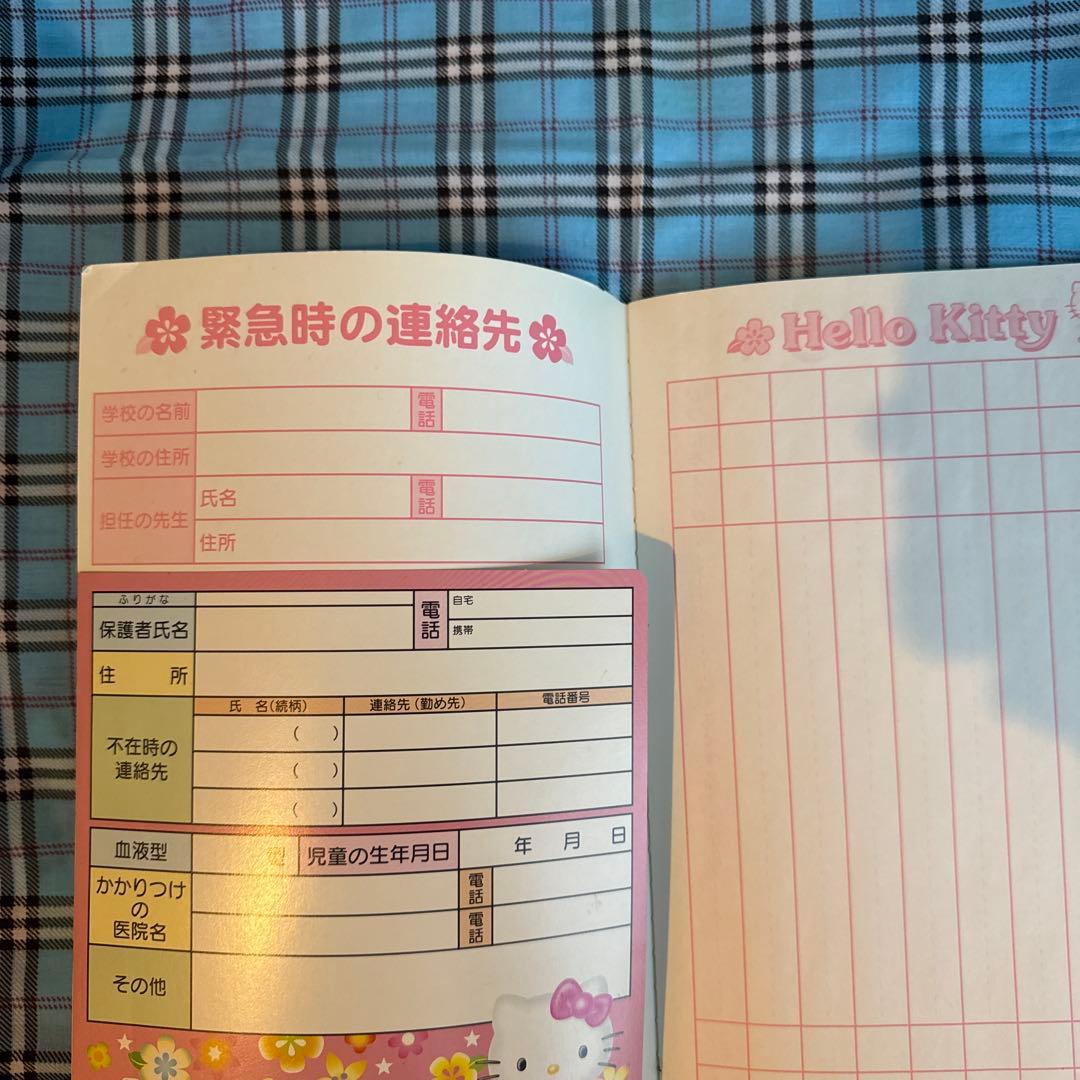 緊急時の連絡先
学校の名前 電話
学校の住所
担任の先生 氏名 電話
住所
ふりがな
保護者氏名 電話 自宅
携帯
住 所
不在時の連絡先 氏 名(続柄) 連絡先(勤め先) 電話番号
( )
( )
( )
血液型 型 児童の生年月日 年 月 日
かかりつけの医院名 電話
電話
その他
Hello Kitty